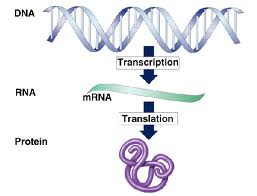 DNA
Transcription
RNA
mRNA
Translation
Protein